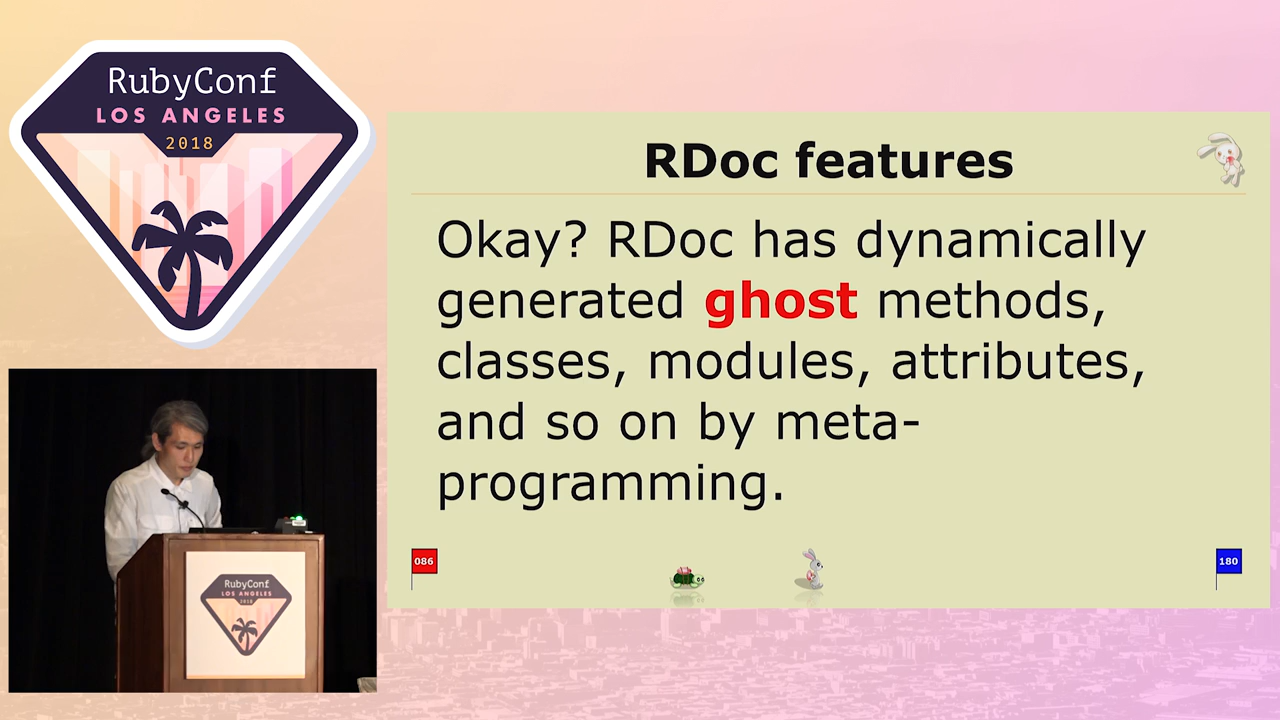 RubyConf
LOS ANGELES
2018
RDoc features
Okay? RDoc has dynamically
generated ghost methods,
classes, modules, attributes,
and so on by meta-
programming.
086
180
RubyConf
LOS ANGELES
2018